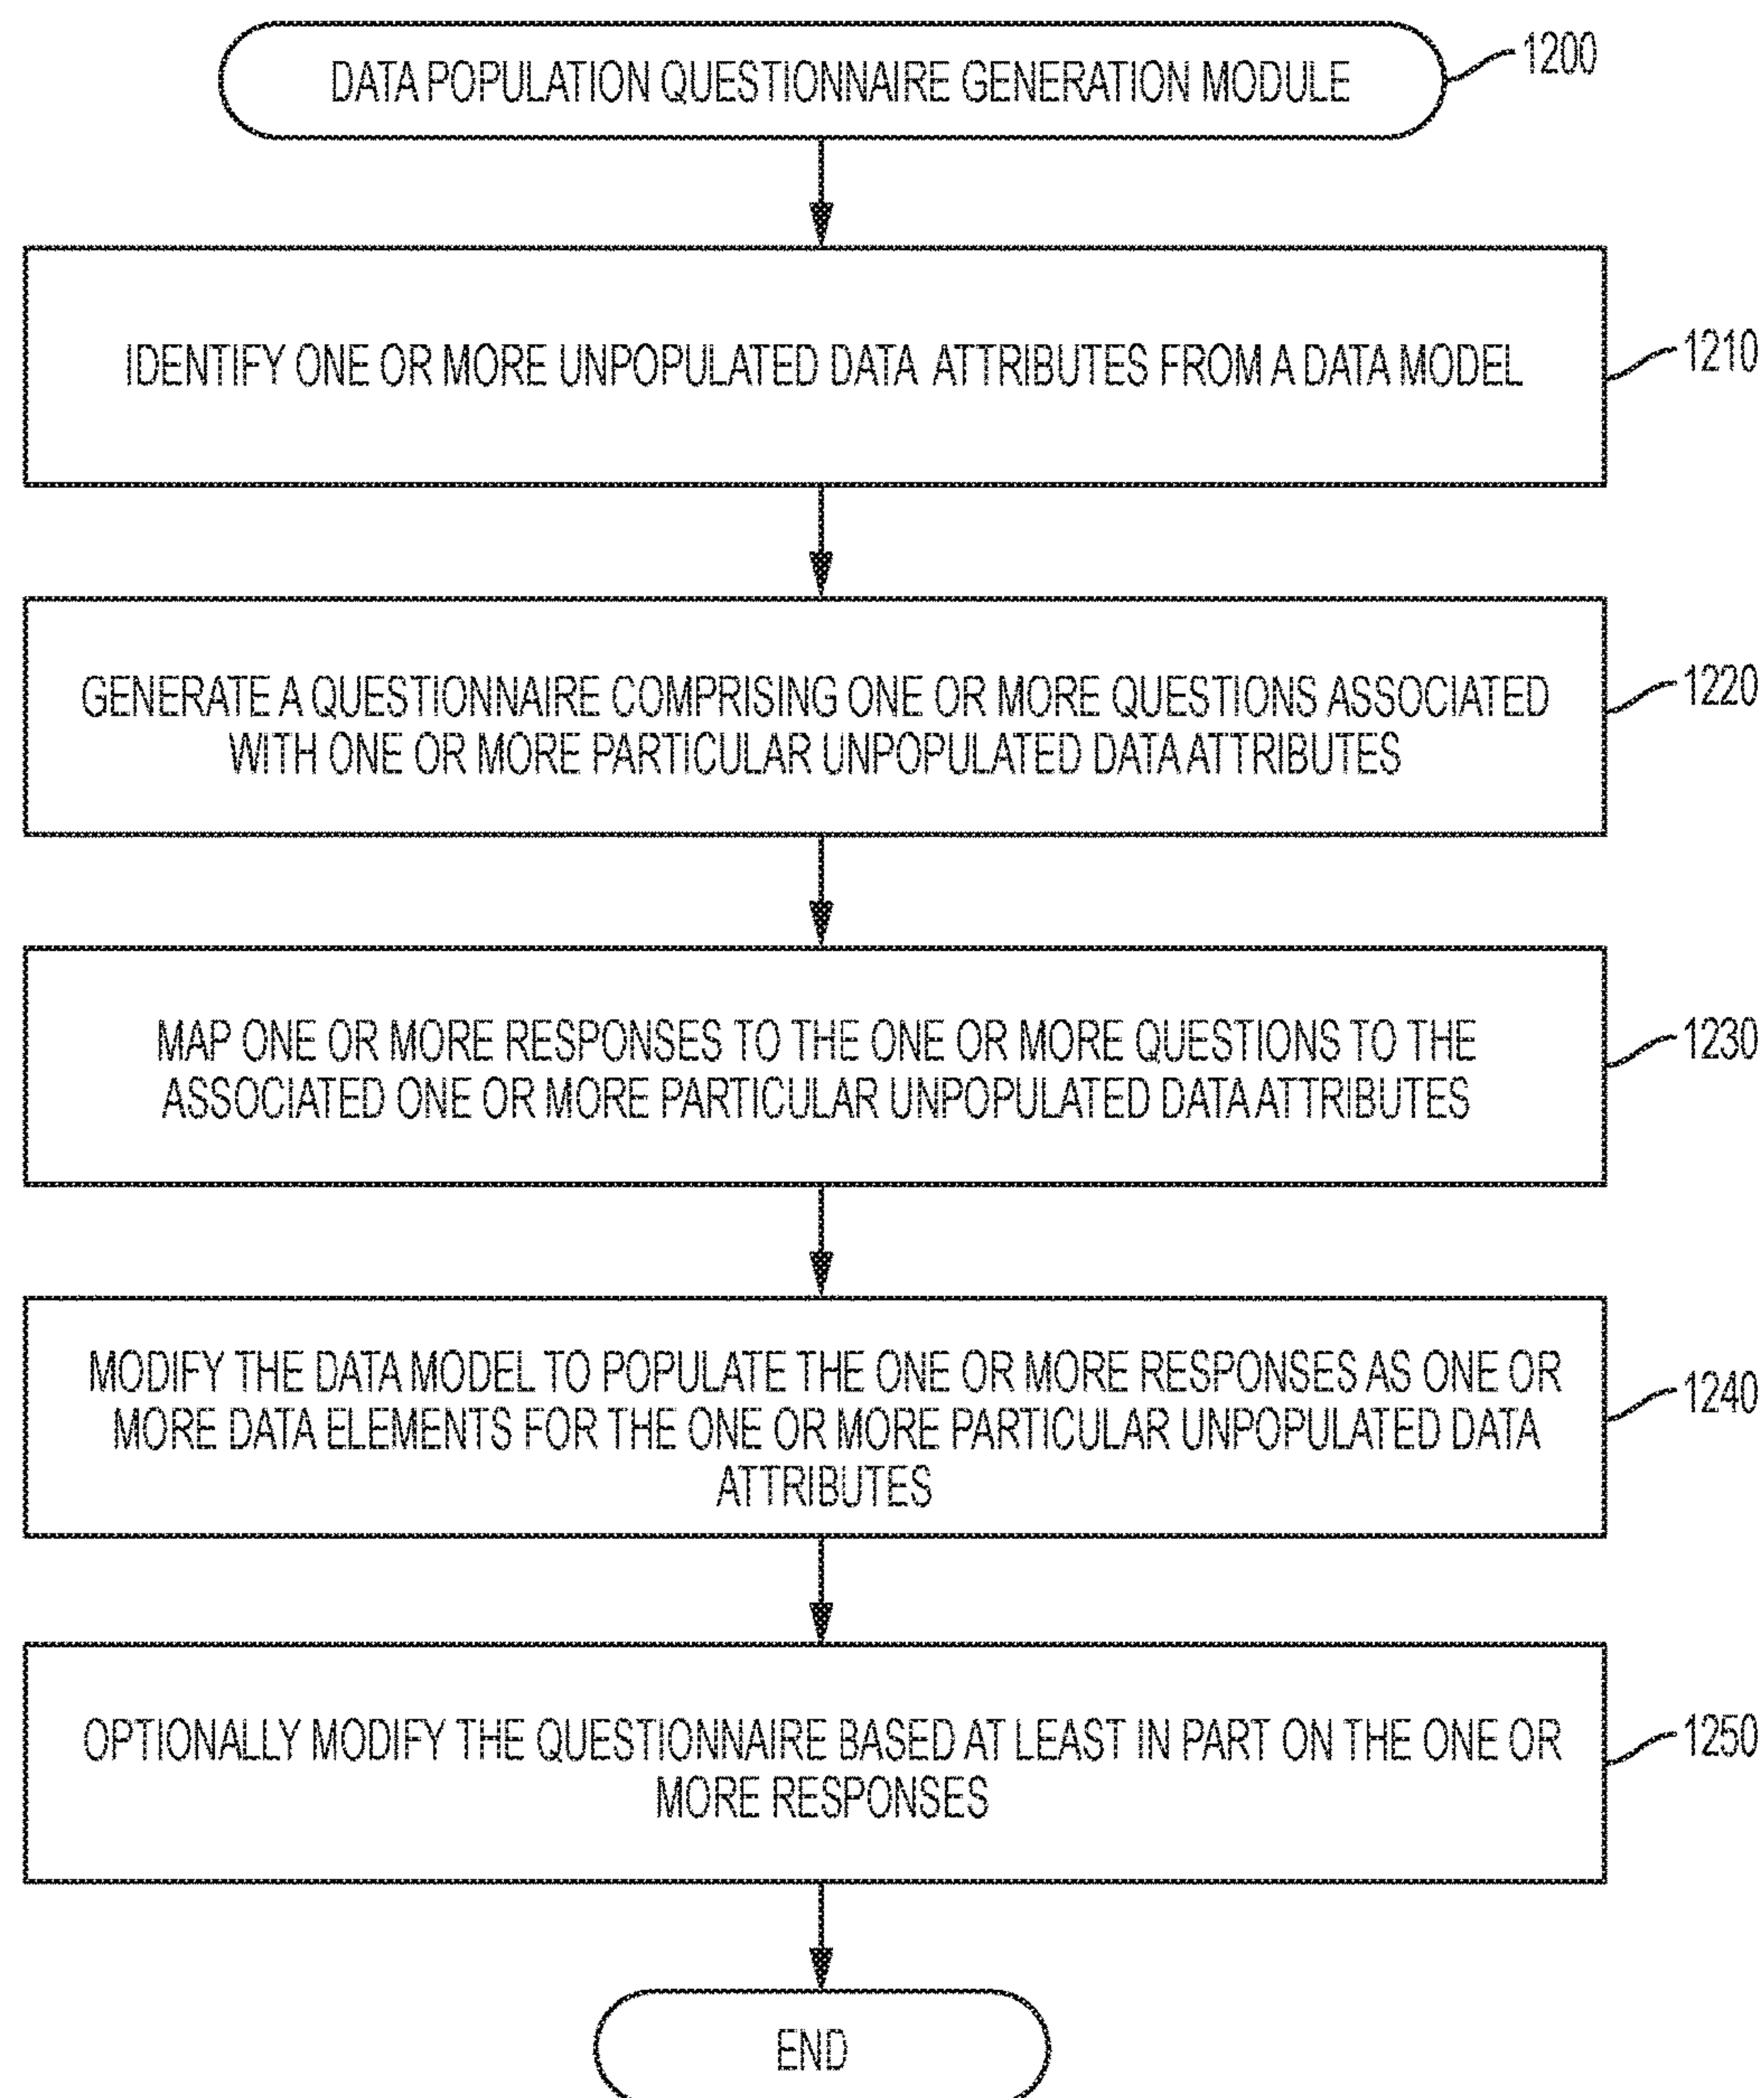 DATA POPULATION QUESTIONNAIRE GENERATION MODULE
1200
IDENTIFY ONE OR MORE UNPOPULATED DATA ATTRIBUTES FROM A DATA MODEL
1210
GENERATE A QUESTIONNAIRE COMPRISING ONE OR MORE QUESTIONS ASSOCIATED
WITH ONE OR MORE PARTICULAR UNPOPULATED DATA ATTRIBUTES
1220
MAP ONE OR MORE RESPONSES TO THE ONE OR MORE QUESTIONS TO THE
ASSOCIATED ONE OR MORE PARTICULAR UNPOPULATED DATA ATTRIBUTES
1230
MODIFY THE DATA MODEL TO POPULATE THE ONE OR MORE RESPONSES AS ONE OR
MORE DATA ELEMENTS FOR THE ONE OR MORE PARTICULAR UNPOPULATED DATA
ATTRIBUTES
1240
OPTIONALLY MODIFY THE QUESTIONNAIRE BASED AT LEAST IN PART ON THE ONE OR
MORE RESPONSES
1250
END